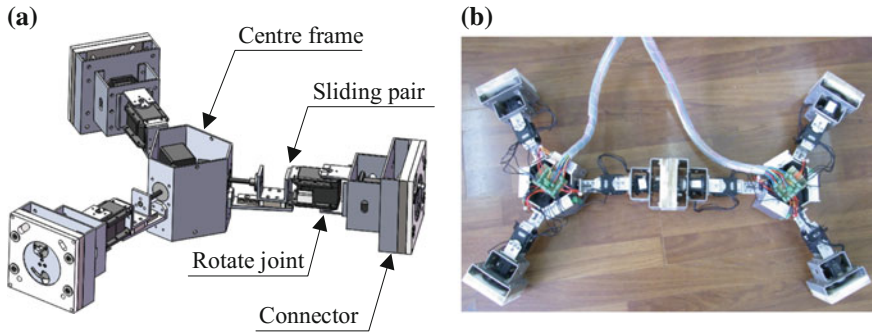 (a)
Centre frame
Sliding pair
Rotate joint
Connector
(b)